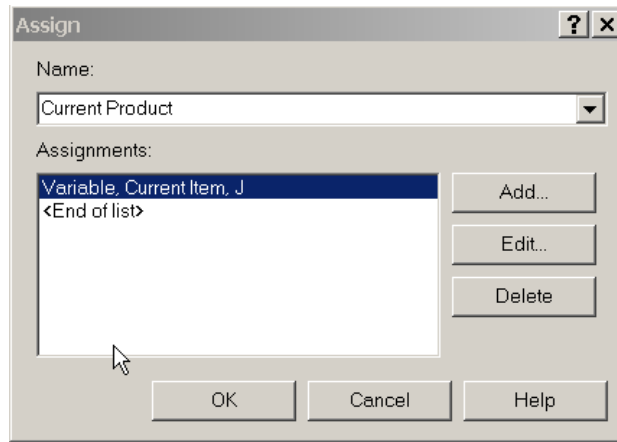 Assign
?
×
Name:
Current Product
Assignments:
Variable, Current Item, J
<End of list>
Add...
Edit...
Delete
OK
Cancel
Help